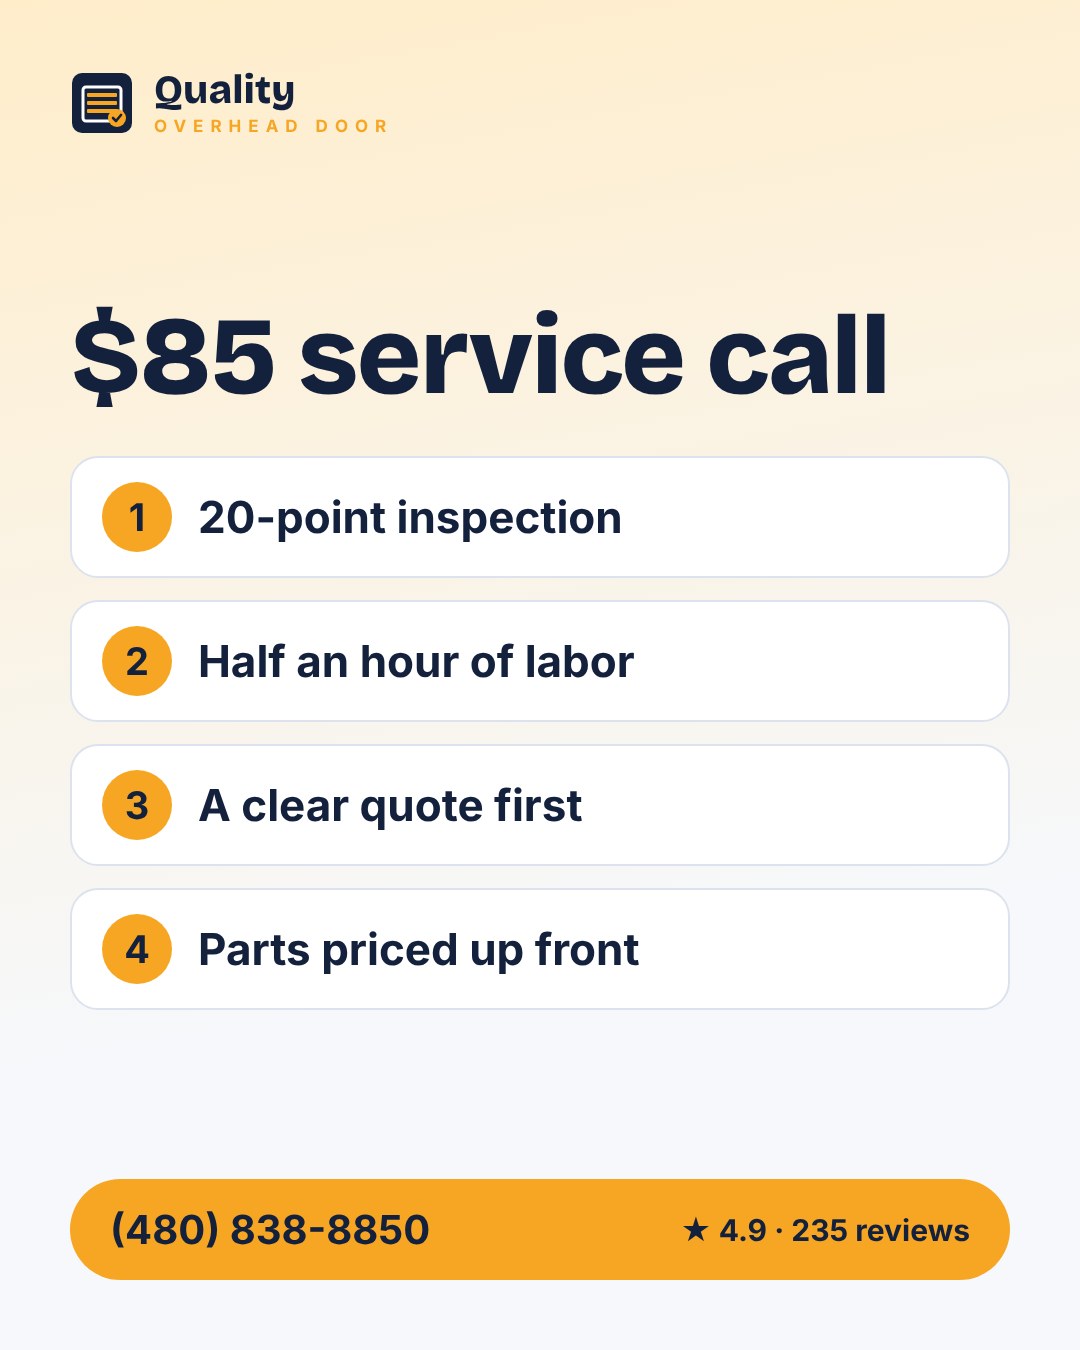 Quality
OVERHEAD DOOR
$85 service call
1 20-point inspection
2 Half an hour of labor
3 A clear quote first
4 Parts priced up front
(480) 838-8850 ★ 4.9 · 235 reviews